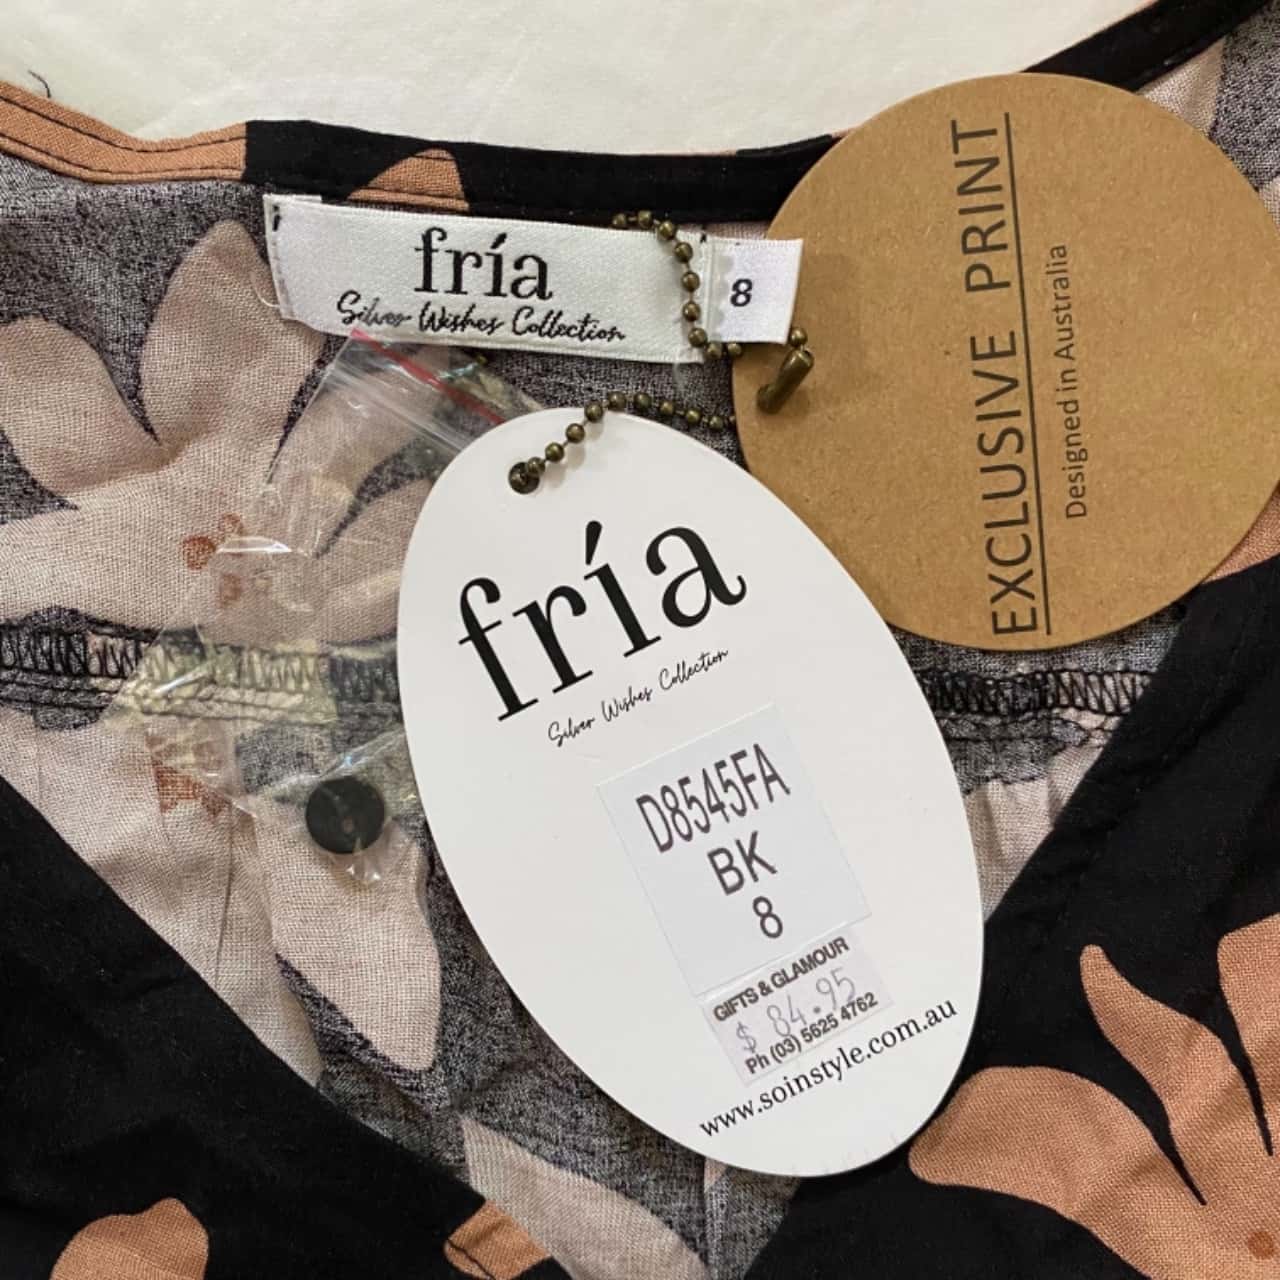 fría
Silver Wishes Collection
8
EXCLUSIVE PRINT
Designed in Australia
fría
Silver Wishes Collection
D8545FA
BK
8
GIFTS & GLAMOUR
$ 84.95
Ph (03) 5625 4762
www.soinstyle.com.au